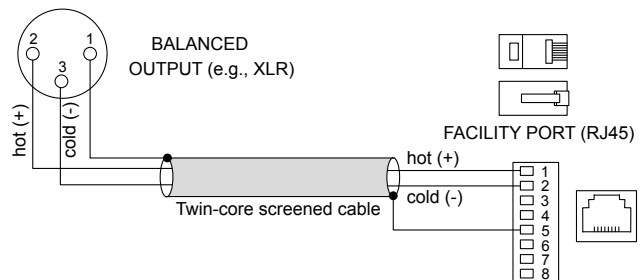 2
1
3
BALANCED
OUTPUT (e.g., XLR)
hot (+)
cold (-)
FACILITY PORT (RJ45)
hot (+)
cold (-)
Twin-core screened cable
1
2
3
4
5
6
7
8